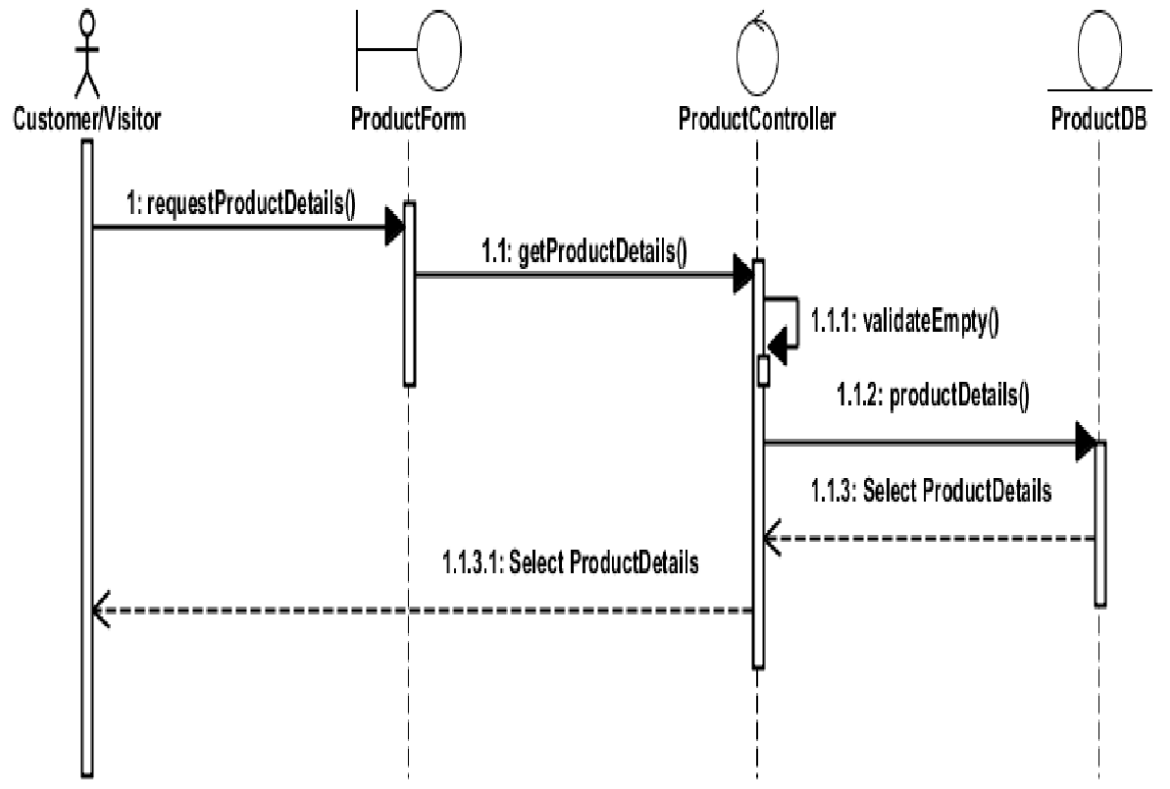 Customer/Visitor
ProductForm
ProductController
ProductDB
1: requestProductDetails()
1.1: getProductDetails()
1.1.1: validateEmpty()
1.1.2: productDetails()
1.1.3: Select ProductDetails
1.1.3.1: Select ProductDetails